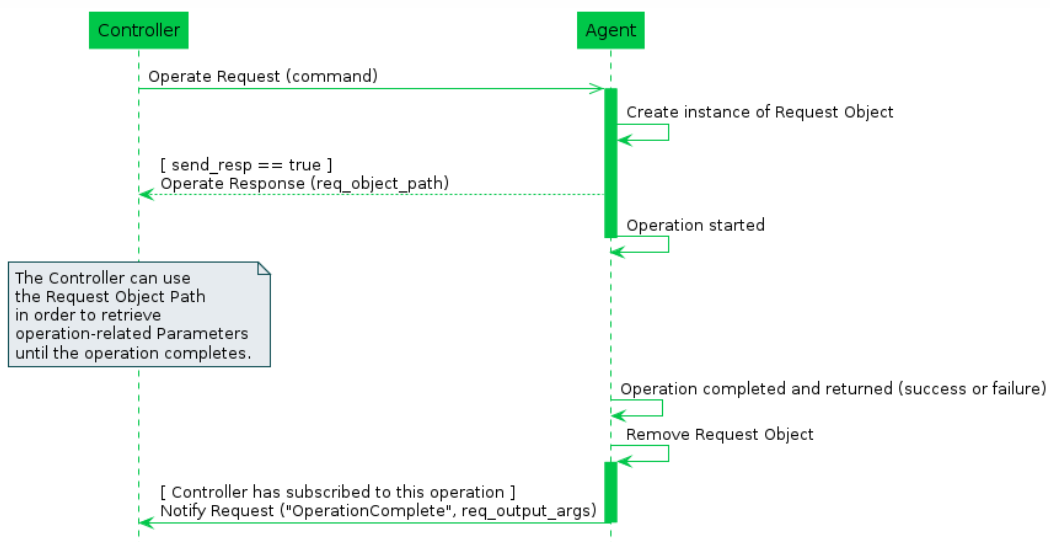 Controller
Agent
Operate Request (command)
Create instance of Request Object
[ send_resp == true ]
Operate Response (req_object_path)
Operation started
The Controller can use
the Request Object Path
in order to retrieve
operation-related Parameters
until the operation completes.
Operation completed and returned (success or failure)
Remove Request Object
[ Controller has subscribed to this operation ]
Notify Request ("OperationComplete", req_output_args)